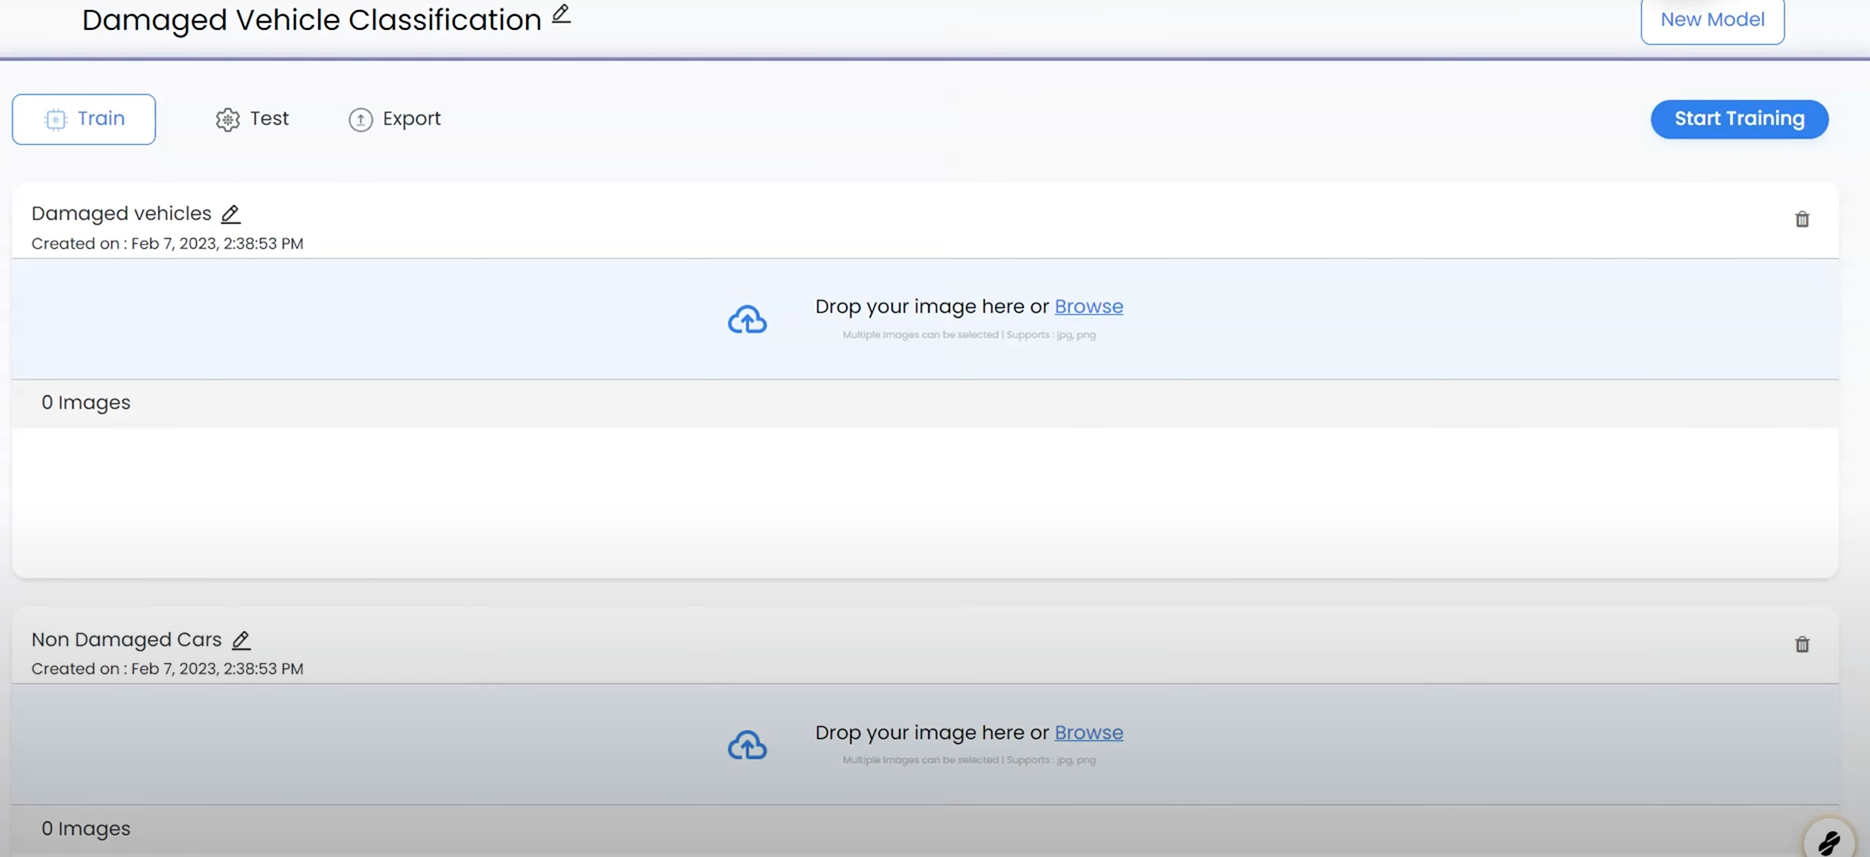 Damaged Vehicle Classification
New Model
Train
Test
Export
Start Training
Damaged vehicles
Created on : Feb 7, 2023, 2:38:53 PM
Drop your image here or Browse
Multiple Images can be selected | Supports : jpg, png
0 Images
Non Damaged Cars
Created on : Feb 7, 2023, 2:38:53 PM
Drop your image here or Browse
Multiple Images can be selected | Supports : jpg, png
0 Images